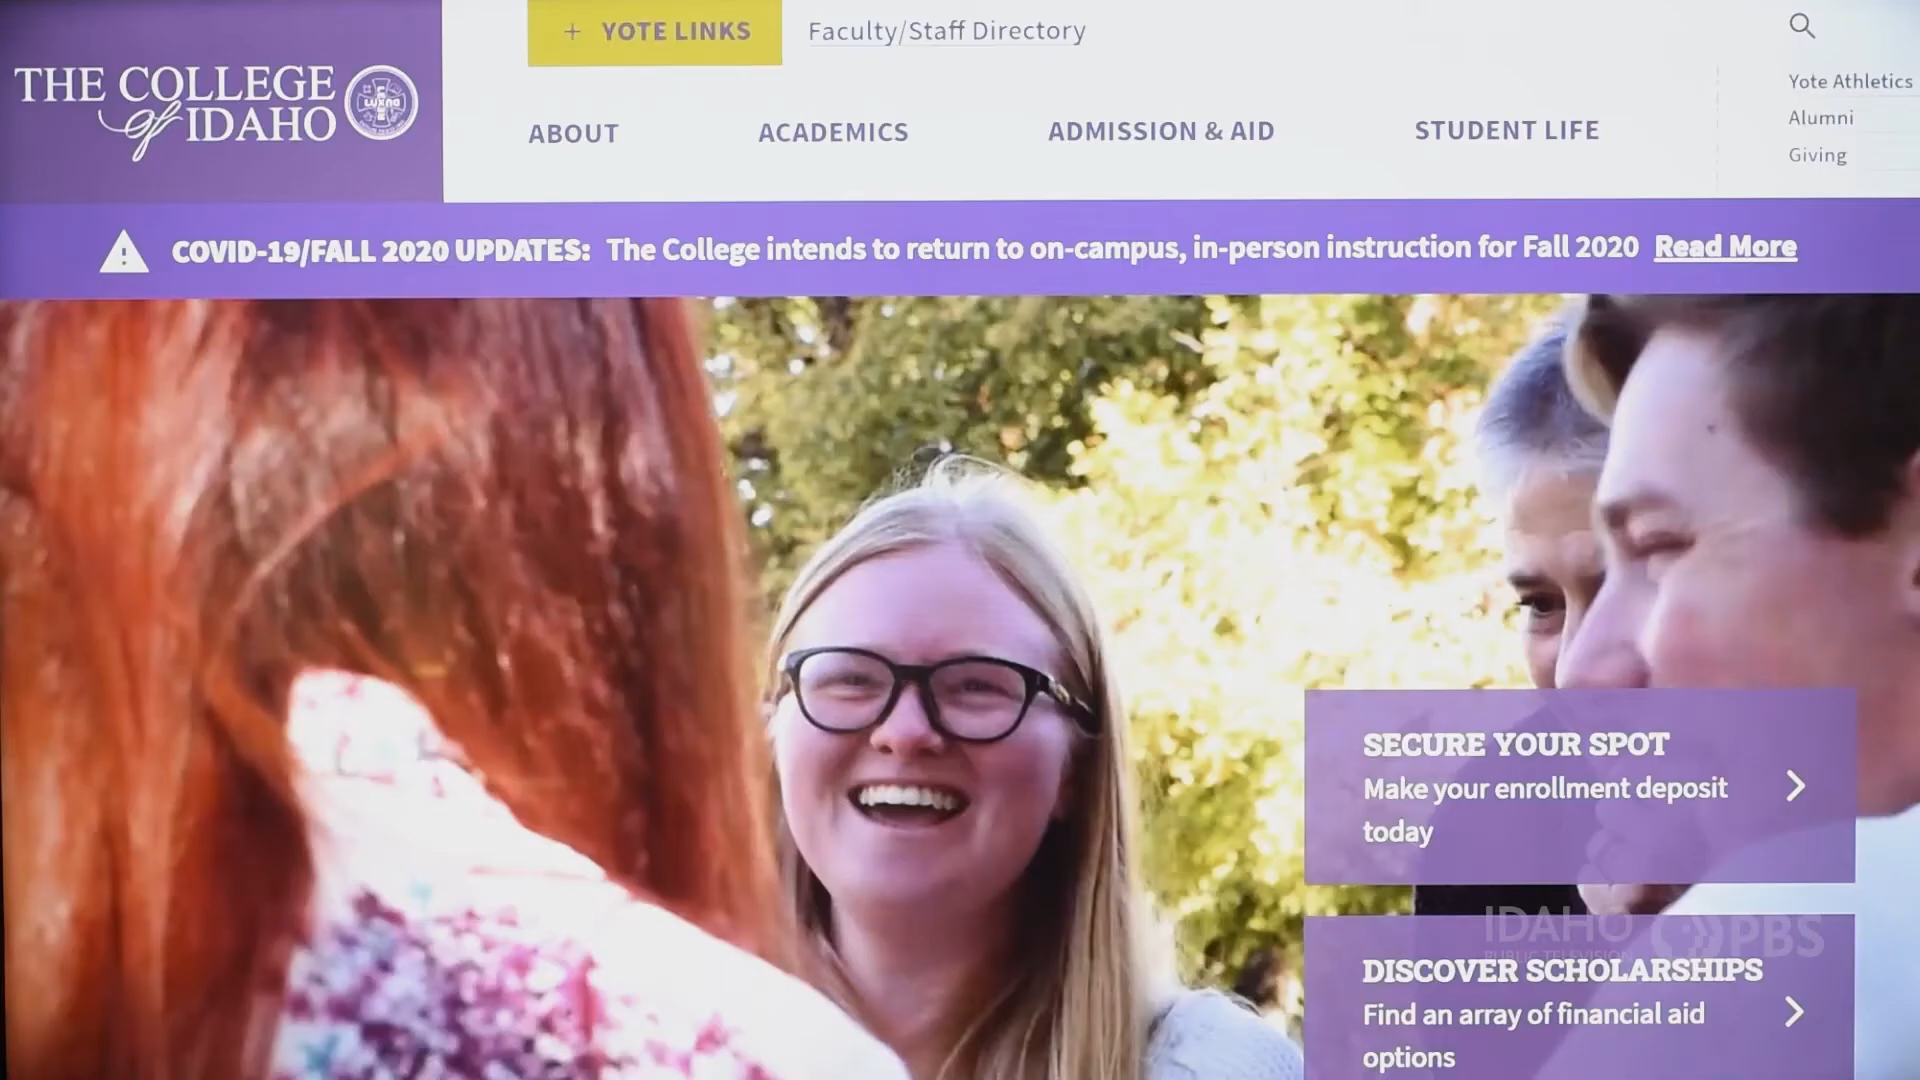 THE COLLEGE
of IDAHO
+ YOTE LINKS
Faculty/Staff Directory
ABOUT
ACADEMICS
ADMISSION & AID
STUDENT LIFE
Yote Athletics
Alumni
Giving
COVID-19/FALL 2020 UPDATES: The College intends to return to on-campus, in-person instruction for Fall 2020 Read More
SECURE YOUR SPOT
Make your enrollment deposit
today
IDAHO
PUBLIC TELEVISION
PBS
DISCOVER SCHOLARSHIPS
Find an array of financial aid
options